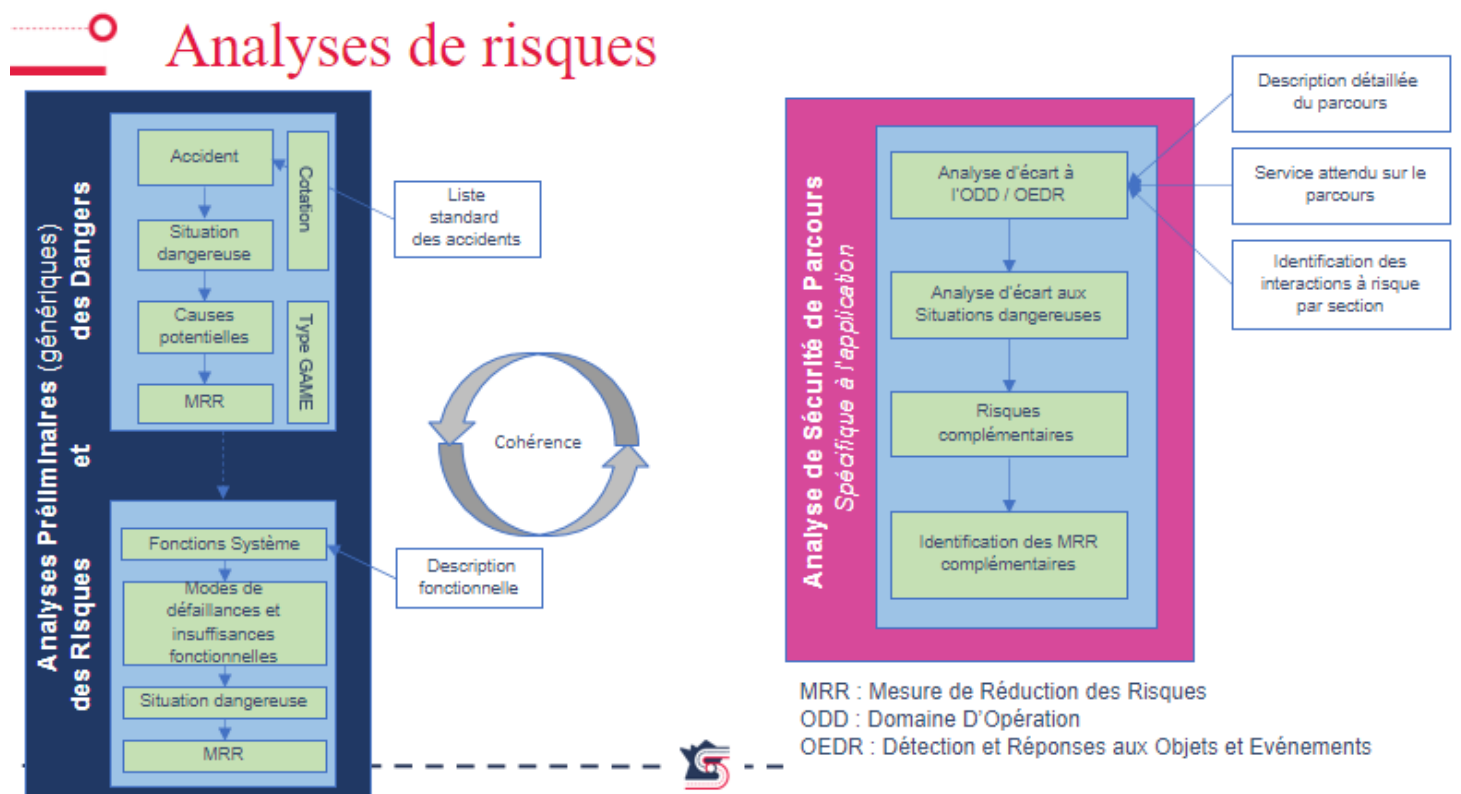 Analyses de risques
Analyses Préliminaires (génériques)
des Dangers
et
des Risques
Accident
Situation
dangereuse
Causes
potentielles
MRR
Cotation
Type GAME
Liste
standard
des accidents
Fonctions Système
Modes de
défaillances et
insuffisances
fonctionnelles
Situation dangereuse
MRR
Description
fonctionnelle
Cohérence
Analyse de Sécurité de Parcours
Spécifique à l'application
Analyse d'écart à
l'ODD / OEDR
Analyse d'écart aux
Situations dangereuses
Risques
complémentaires
Identification des MRR
complémentaires
Description détaillée
du parcours
Service attendu sur le
parcours
Identification des
interactions à risque
par section
MRR : Mesure de Réduction des Risques
ODD : Domaine D'Opération
OEDR : Détection et Réponses aux Objets et Evénements